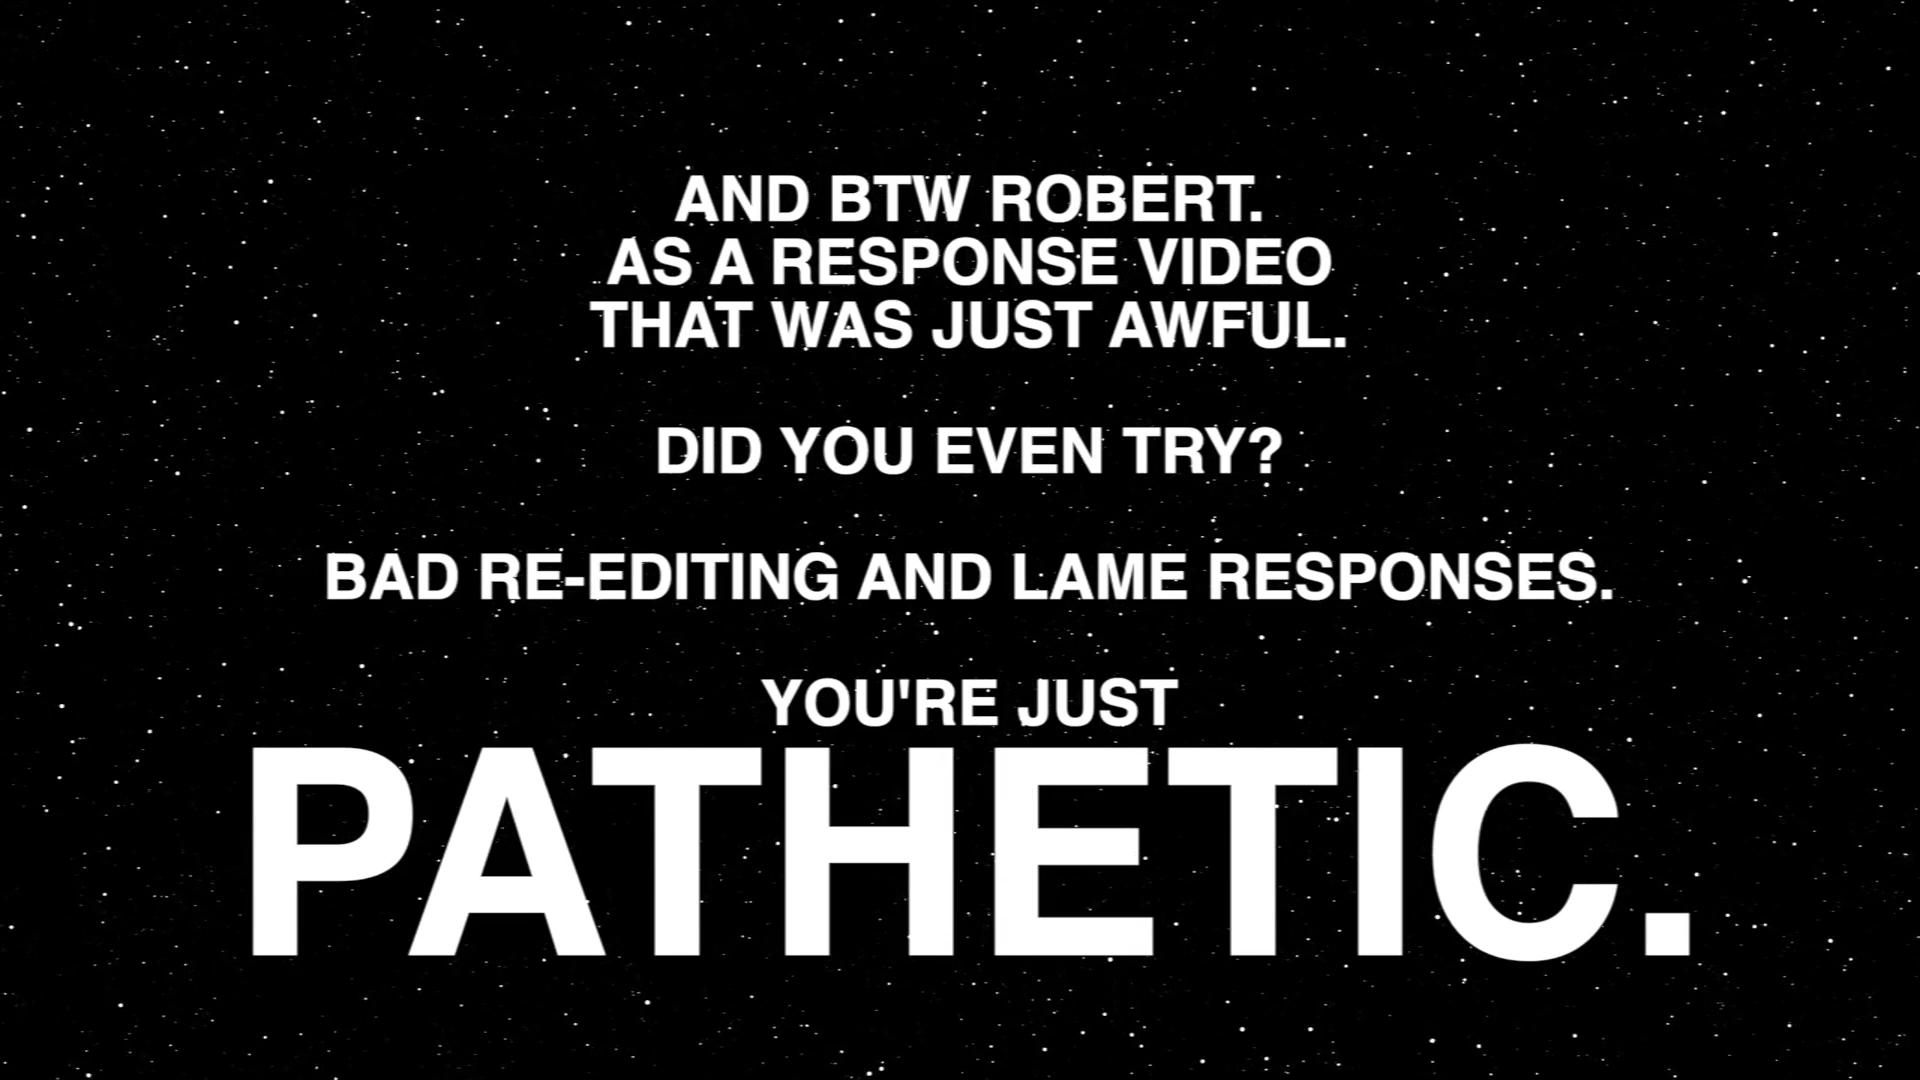 AND BTW ROBERT.
AS A RESPONSE VIDEO
THAT WAS JUST AWFUL.
DID YOU EVEN TRY?
BAD RE-EDITING AND LAME RESPONSES.
YOU'RE JUST
PATHETIC.